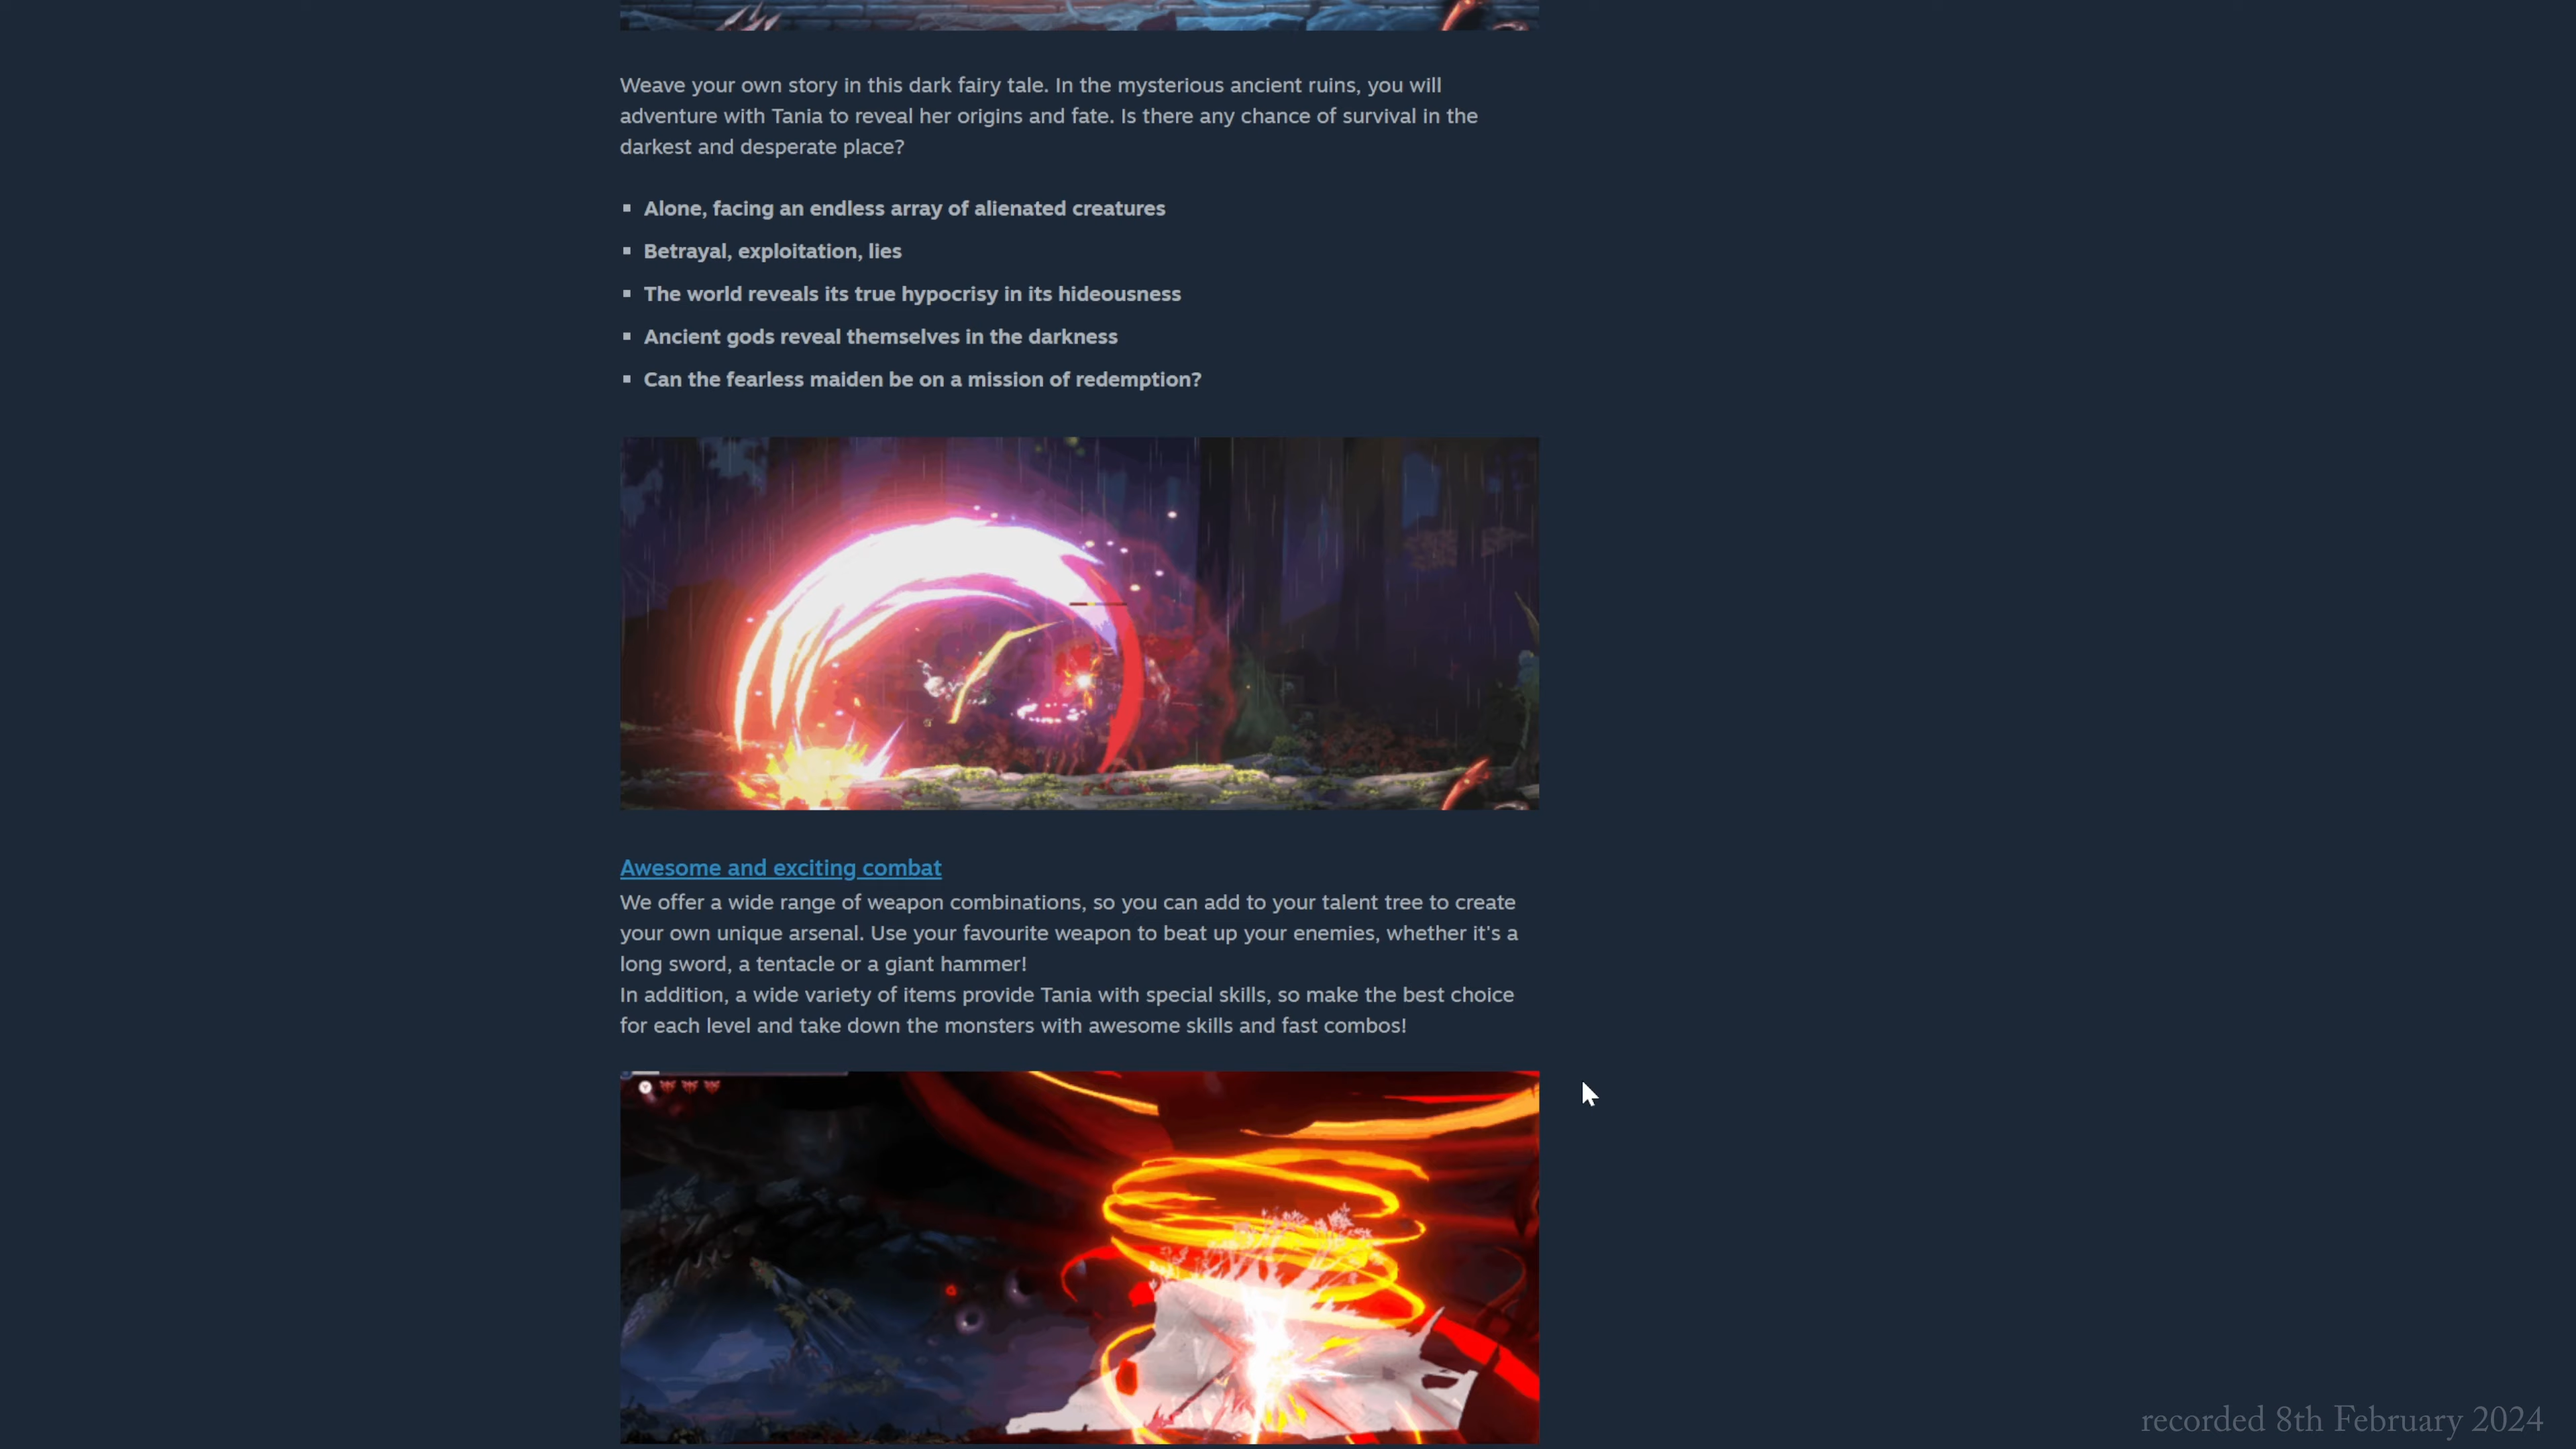 Weave your own story in this dark fairy tale. In the mysterious ancient ruins, you will
adventure with Tania to reveal her origins and fate. Is there any chance of survival in the
darkest and desperate place?
Alone, facing an endless array of alienated creatures
Betrayal, exploitation, lies
The world reveals its true hypocrisy in its hideousness
Ancient gods reveal themselves in the darkness
Can the fearless maiden be on a mission of redemption?
Awesome and exciting combat
We offer a wide range of weapon combinations, so you can add to your talent tree to create
your own unique arsenal. Use your favourite weapon to beat up your enemies, whether it's a
long sword, a tentacle or a giant hammer!
In addition, a wide variety of items provide Tania with special skills, so make the best choice
for each level and take down the monsters with awesome skills and fast combos!
recorded 8th February 2024